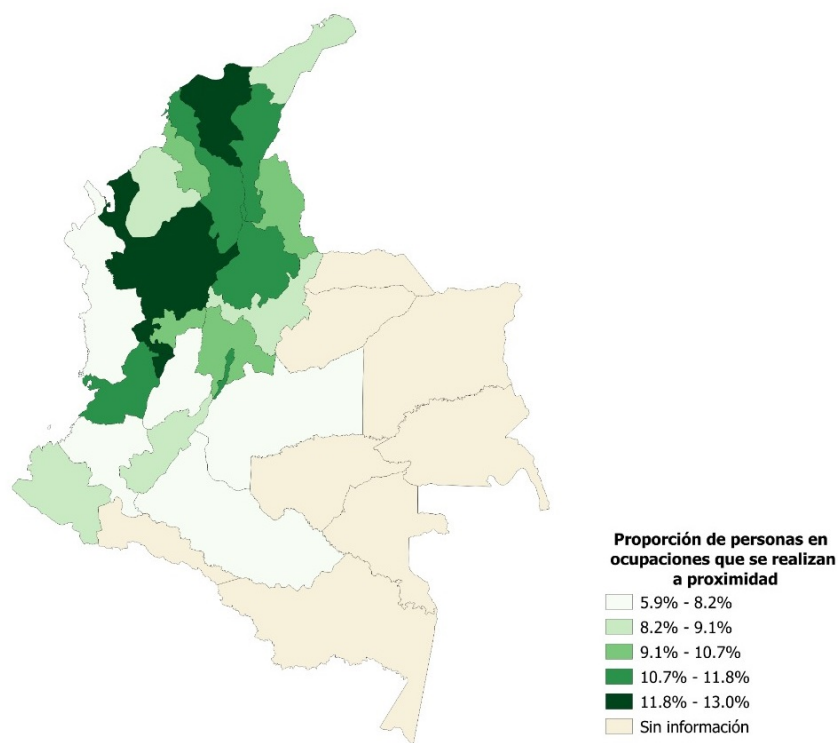 Proporción de personas en
ocupaciones que se realizan
a proximidad
5.9% - 8.2%
8.2% - 9.1%
9.1% - 10.7%
10.7% - 11.8%
11.8% - 13.0%
Sin información